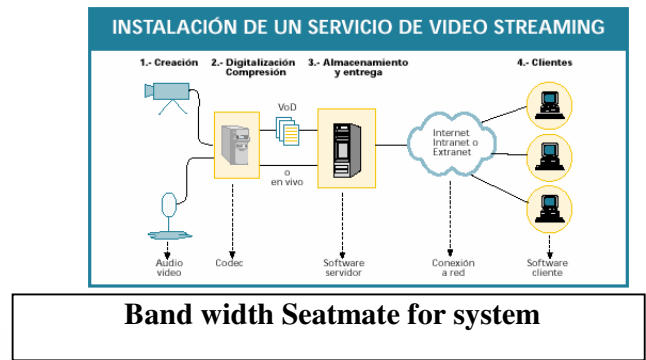 INSTALACIÓN DE UN SERVICIO DE VIDEO STREAMING
1.- Creación
2.- Digitalización
Compresión
3.- Almacenamiento
y entrega
4.- Clientes
VoD
o
en vivo
Internet
Intranet o
Extranet
Audio
video
Codec
Software
servidor
Conexión
a red
Software
cliente
Band width Seatmate for system